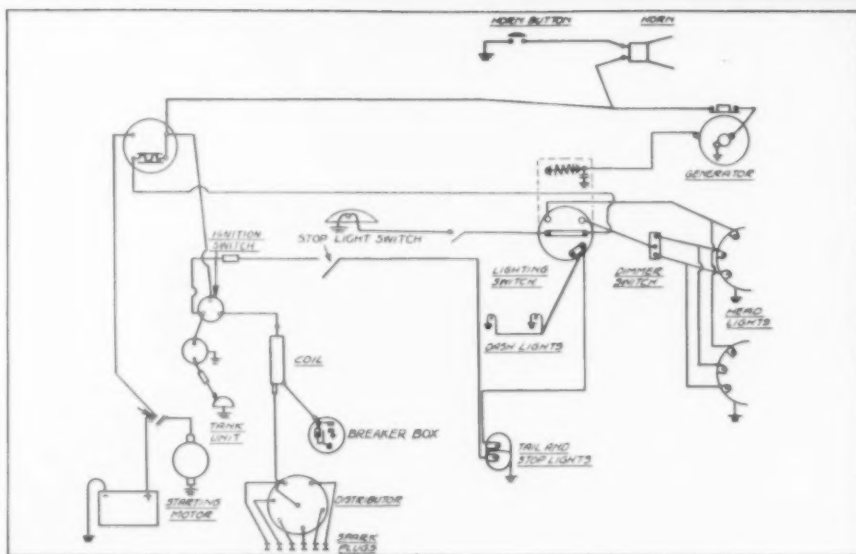 HORN BUTTON
HORN
GENERATOR
IGNITION
SWITCH
STOP LIGHT SWITCH
LIGHTING
SWITCH
DIMMER
SWITCH
HEAD
LIGHTS
DASH LIGHTS
COIL
TANK
UNIT
BREAKER BOX
TAIL AND
STOP LIGHTS
STARTING
MOTOR
DISTRIBUTOR
SPARK
PLUGS